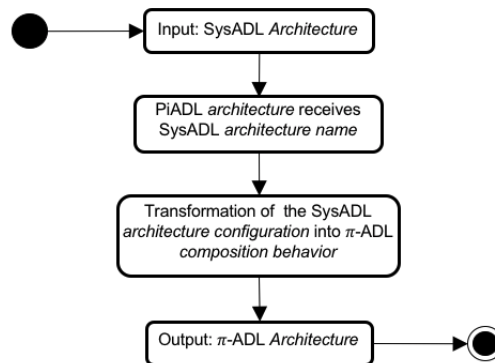 Input: SysADL Architecture
PiADL architecture receives
SysADL architecture name
Transformation of the SysADL
architecture configuration into π-ADL
composition behavior
Output: π-ADL Architecture